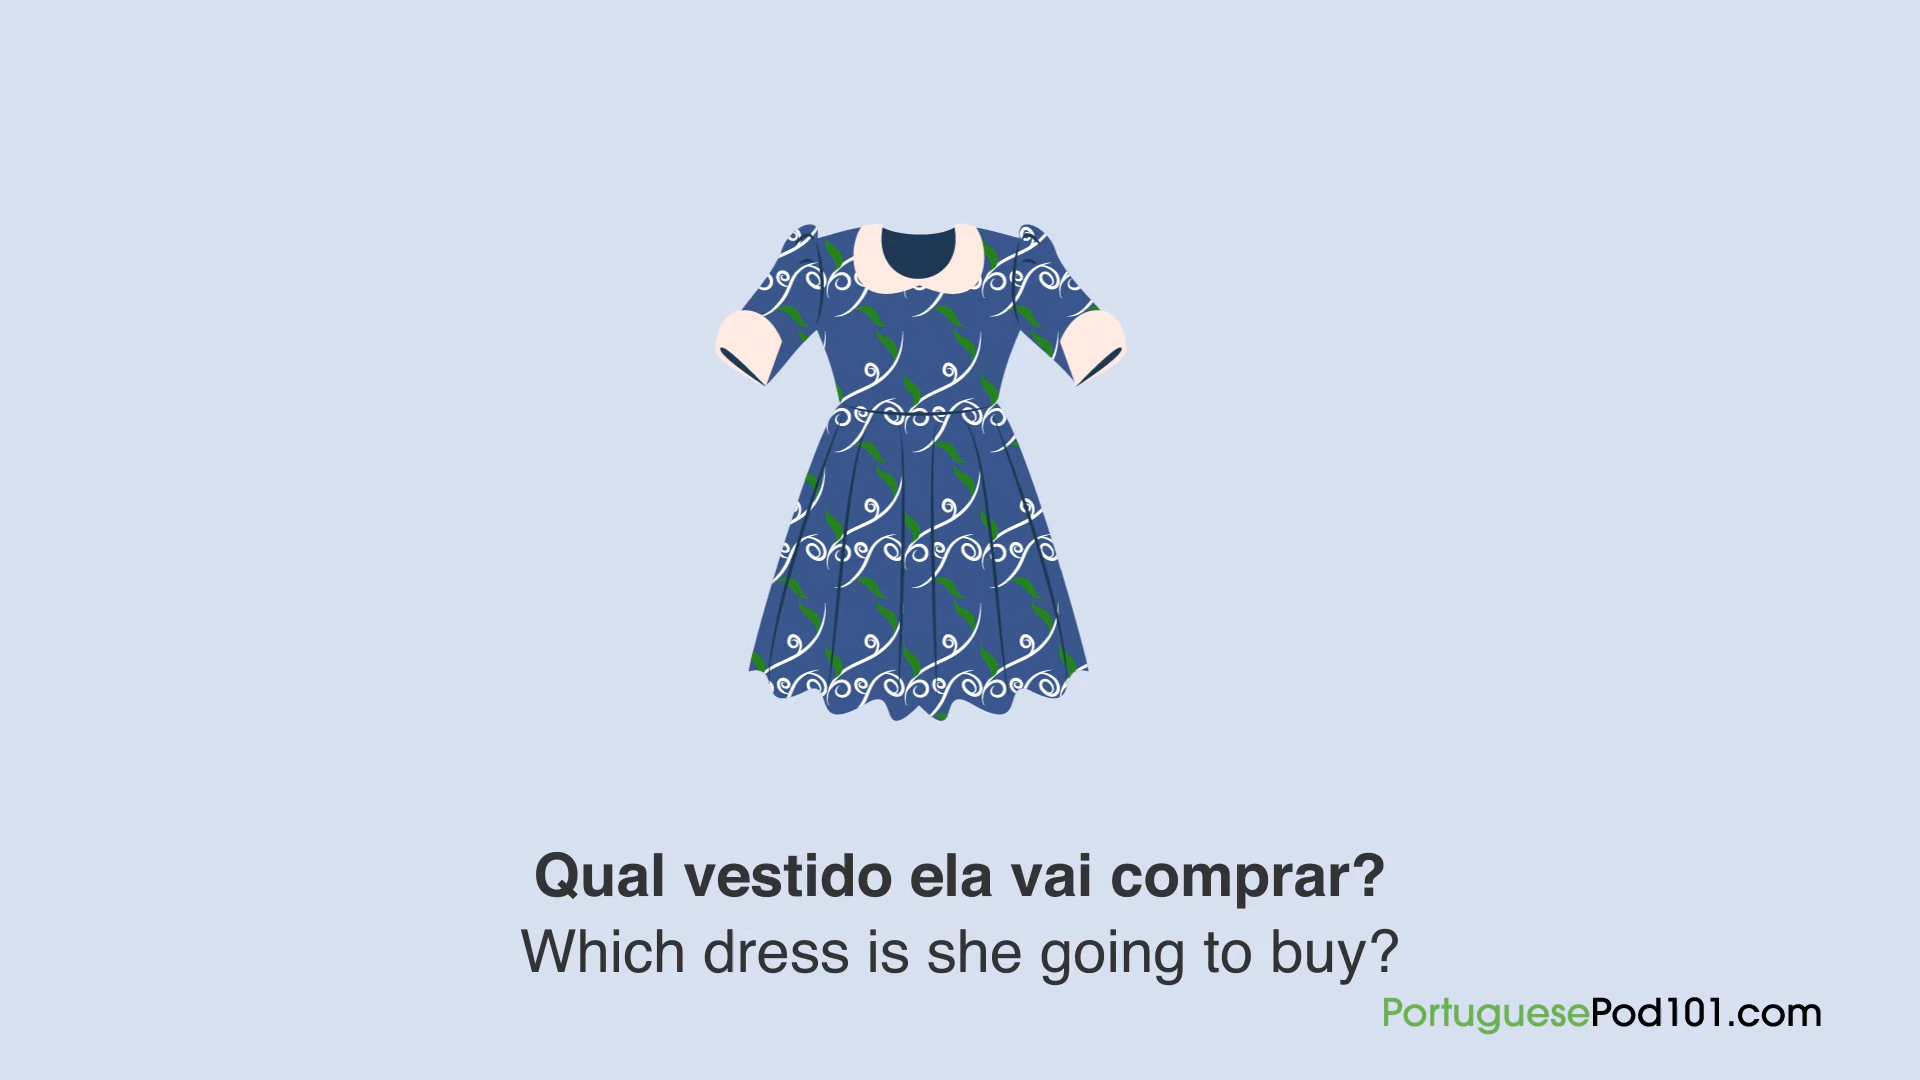 Qual vestido ela vai comprar?
Which dress is she going to buy?
PortuguesePod101.com